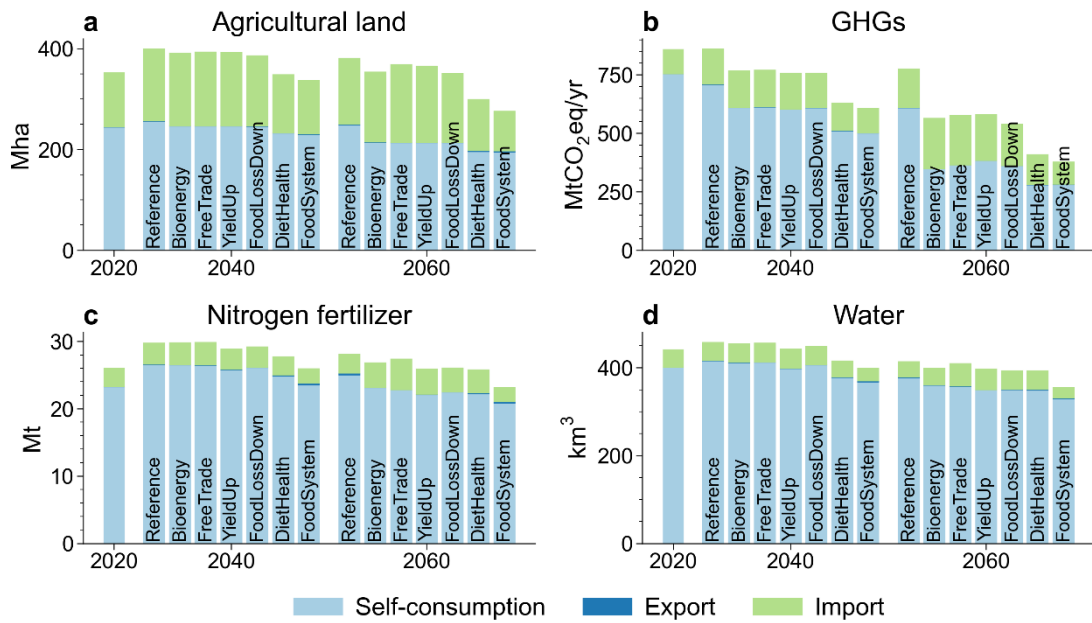 a Agricultural land
Mha
400
200
0
Reference
Bioenergy
FreeTrade
YieldUp
FoodLossDown
DietHealth
FoodSystem
Reference
Bioenergy
FreeTrade
YieldUp
FoodLossDown
DietHealth
FoodSystem
2020 2040 2060
b GHGs
MtCO₂eq/yr
750
500
250
0
Reference
Bioenergy
FreeTrade
YieldUp
FoodLossDown
DietHealth
FoodSystem
Reference
Bioenergy
FreeTrade
YieldUp
FoodLossDown
DietHealth
FoodSystem
2020 2040 2060
c Nitrogen fertilizer
Mt
30
20
10
0
Reference
Bioenergy
FreeTrade
YieldUp
FoodLossDown
DietHealth
FoodSystem
Reference
Bioenergy
FreeTrade
YieldUp
FoodLossDown
DietHealth
FoodSystem
2020 2040 2060
d Water
km³
400
200
0
Reference
Bioenergy
FreeTrade
YieldUp
FoodLossDown
DietHealth
FoodSystem
Reference
Bioenergy
FreeTrade
YieldUp
FoodLossDown
DietHealth
FoodSystem
2020 2040 2060
Self-consumption Export Import